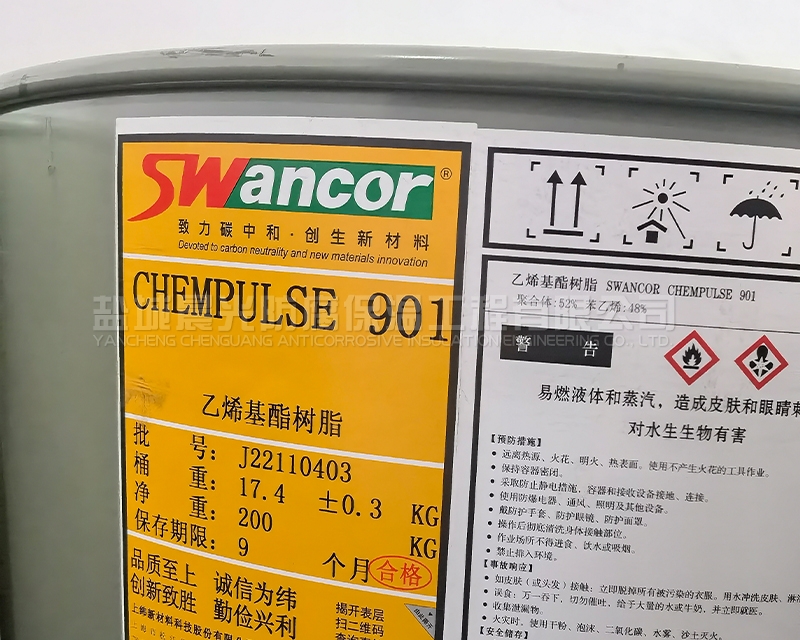 SWancor®
致力碳中和·创生新材料
Devoted to carbon neutrality and new materials innovation
CHEMPULSE 901
乙烯基酯树脂
批 号: J22110403
桶 重: 17.4 ±0.3 KG
净 重: 200 KG
保存期限: 9 个月
合格
品质至上 诚信为纬
创新致胜 勤俭兴利
上纬新材料科技股份有限公
揭开表层
扫二维码
乙烯基酯树脂 SWANCOR CHEMPULSE 901
聚合体:52% 苯乙烯:48%
警 告
易燃液体和蒸汽，造成皮肤和眼睛刺
对水生生物有害
【预防措施】
• 远离热源、火花、明火、热表面。使用不产生火花的工具作业。
• 保持容器密闭。
• 采取防止静电措施，容器和接收设备接地、连接。
• 使用防爆电器、通风、照明及其他设备。
• 戴防护手套、防护眼镜、防护面罩。
• 操作后彻底清洗身体接触部位。
• 作业场所不得进食、饮水或吸烟。
• 禁止排入环境。
【事故响应】
• 如皮肤（或头发）接触：立即脱掉所有被污染的衣服。用水冲洗皮肤、淋
• 误食：万一吞下，切勿催吐，给于大量的水或牛奶，并立即就医。
• 收集泄漏物。
• 火灾时，使用干粉、泡沫、二氧化碳、水雾、砂土灭火。
【安全储存】
盐城晨光防腐保温工程有限公司
YANCHENG CHENGUANG ANTICORROSIVE INSULATION ENGINEERING CO., LTD.